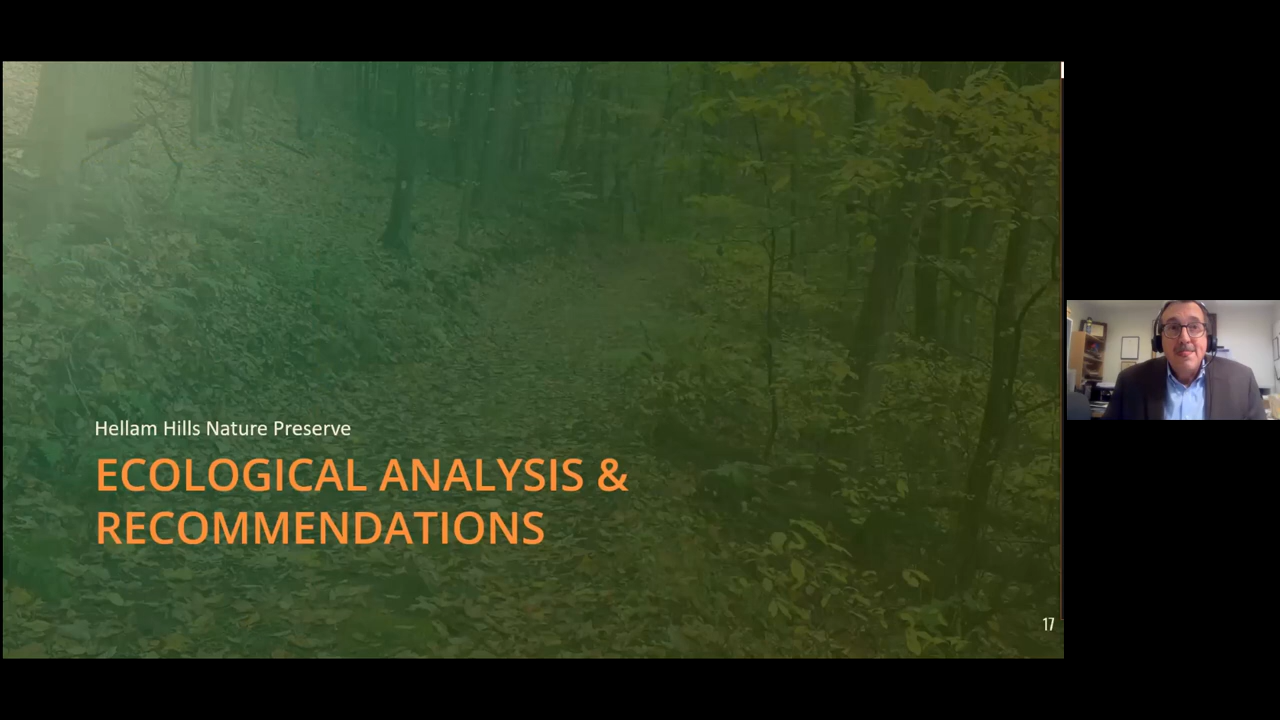 Hellam Hills Nature Preserve
ECOLOGICAL ANALYSIS &
RECOMMENDATIONS
17